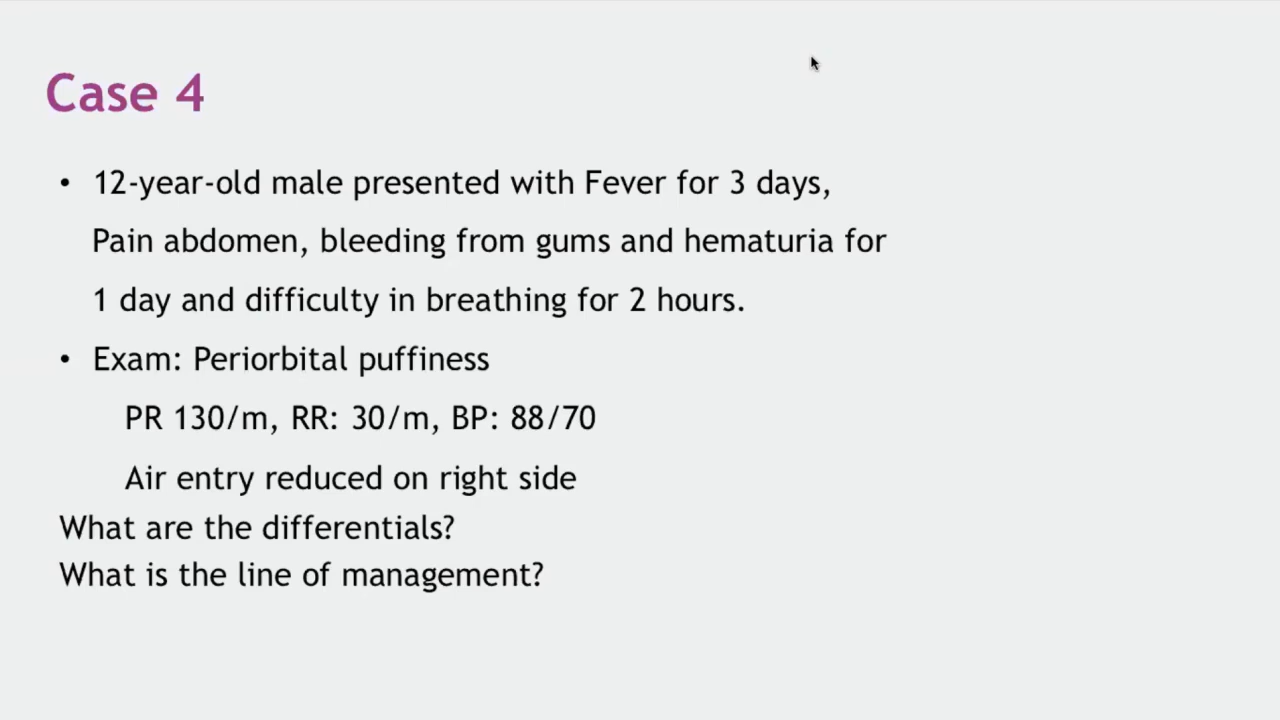 Case 4
• 12-year-old male presented with Fever for 3 days,
Pain abdomen, bleeding from gums and hematuria for
1 day and difficulty in breathing for 2 hours.
• Exam: Periorbital puffiness
PR 130/m, RR: 30/m, BP: 88/70
Air entry reduced on right side
What are the differentials?
What is the line of management?